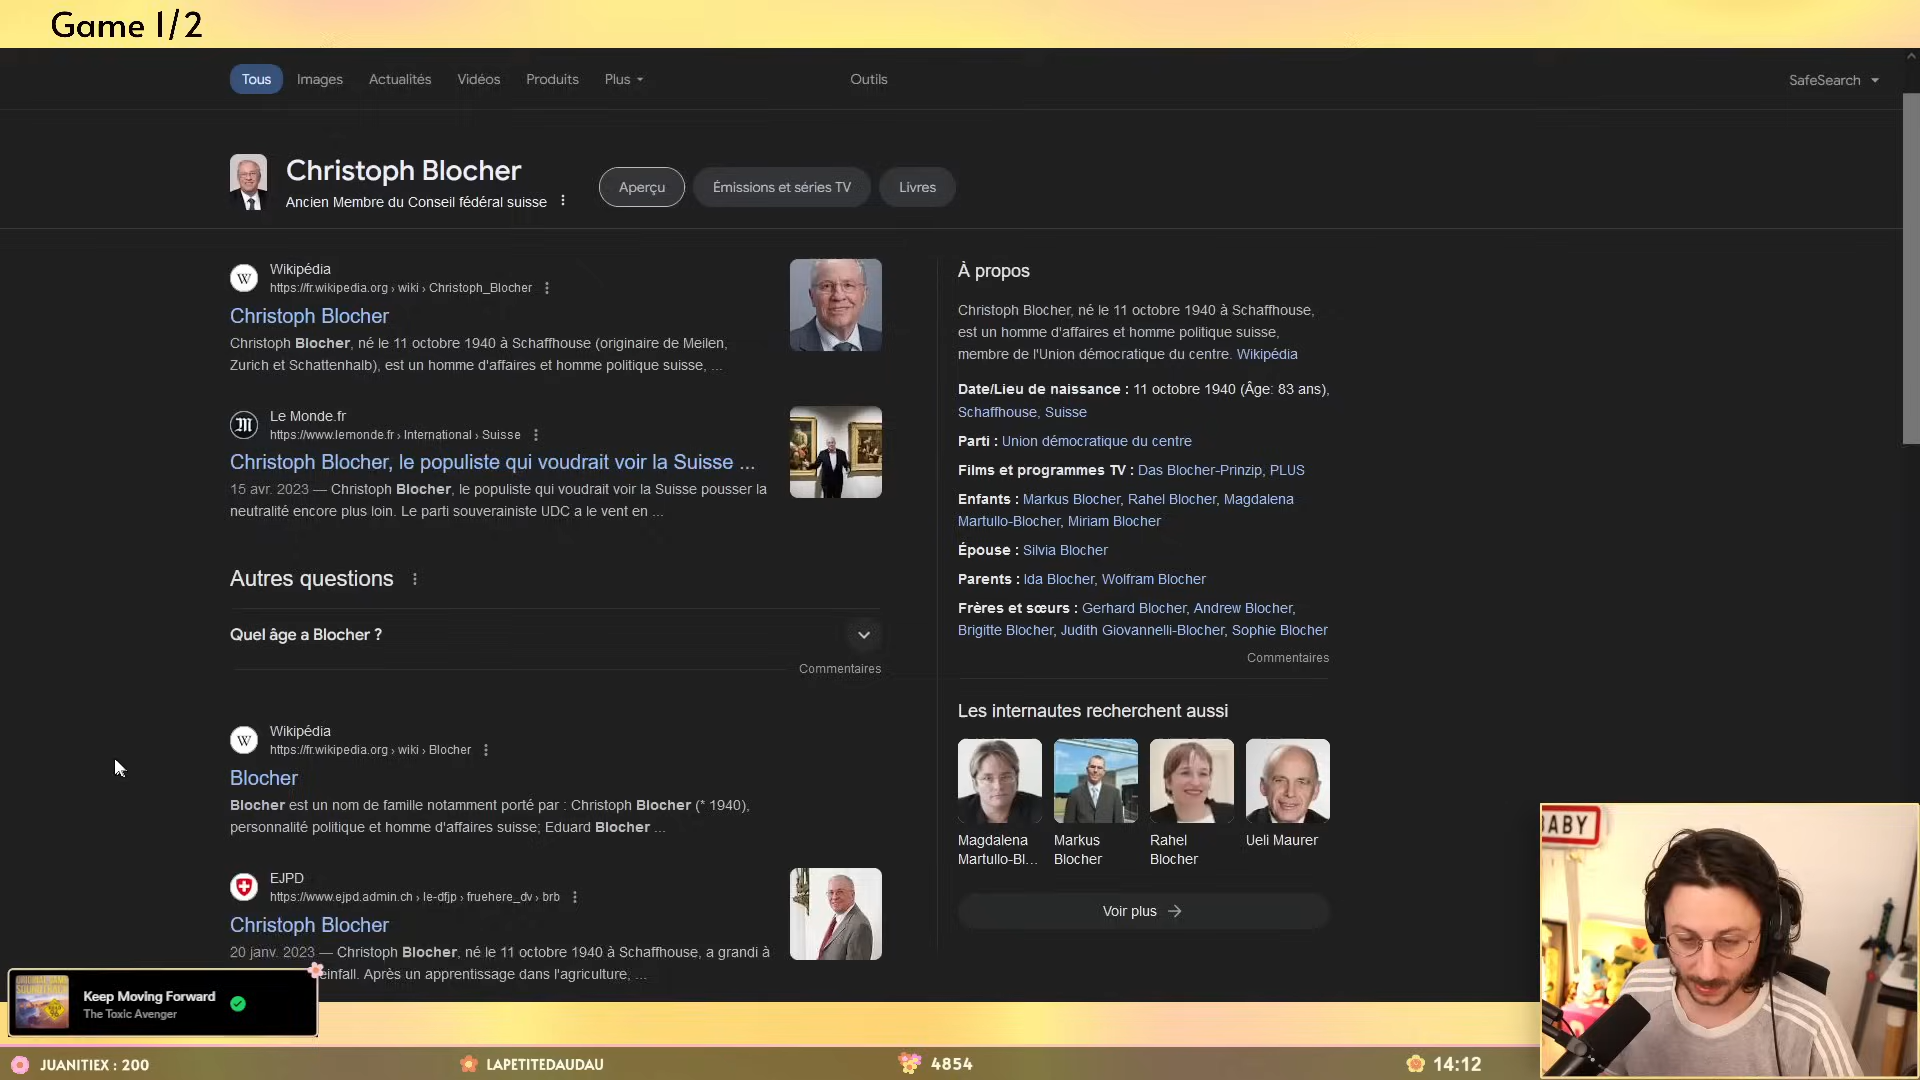 Game 1/2
Tous Images Actualités Vidéos Produits Plus Outils SafeSearch
Christoph Blocher
Ancien Membre du Conseil fédéral suisse
Aperçu Émissions et séries TV Livres
Wikipédia
https://fr.wikipedia.org › wiki › Christoph_Blocher
Christoph Blocher
Christoph Blocher, né le 11 octobre 1940 à Schaffhouse (originaire de Meilen,
Zurich et Schattenhalb), est un homme d'affaires et homme politique suisse, ...
Le Monde.fr
https://www.lemonde.fr › International › Suisse
Christoph Blocher, le populiste qui voudrait voir la Suisse ...
15 avr. 2023 — Christoph Blocher, le populiste qui voudrait voir la Suisse pousser la
neutralité encore plus loin. Le parti souverainiste UDC a le vent en ...
Autres questions
Quel âge a Blocher ?
Commentaires
Wikipédia
https://fr.wikipedia.org › wiki › Blocher
Blocher
Blocher est un nom de famille notamment porté par : Christoph Blocher (* 1940),
personnalité politique et homme d'affaires suisse; Eduard Blocher ...
EJPD
https://www.ejpd.admin.ch › le-dfjp › fruehere_dv › brb
Christoph Blocher
20 janv. 2023 — Christoph Blocher, né le 11 octobre 1940 à Schaffhouse, a grandi à
einfall. Après un apprentissage dans l'agriculture, ...
À propos
Christoph Blocher, né le 11 octobre 1940 à Schaffhouse,
est un homme d'affaires et homme politique suisse,
membre de l'Union démocratique du centre. Wikipédia
Date/Lieu de naissance : 11 octobre 1940 (Âge: 83 ans),
Schaffhouse, Suisse
Parti : Union démocratique du centre
Films et programmes TV : Das Blocher-Prinzip, PLUS
Enfants : Markus Blocher, Rahel Blocher, Magdalena
Martullo-Blocher, Miriam Blocher
Épouse : Silvia Blocher
Parents : Ida Blocher, Wolfram Blocher
Frères et sœurs : Gerhard Blocher, Andrew Blocher,
Brigitte Blocher, Judith Giovannelli-Blocher, Sophie Blocher
Commentaires
Les internautes recherchent aussi
Magdalena
Martullo-Bl...
Markus
Blocher
Rahel
Blocher
Ueli Maurer
Voir plus
ABY
Keep Moving Forward
The Toxic Avenger
JUANITIEX : 200 LAPETITEDAUDAU 4854 14:12